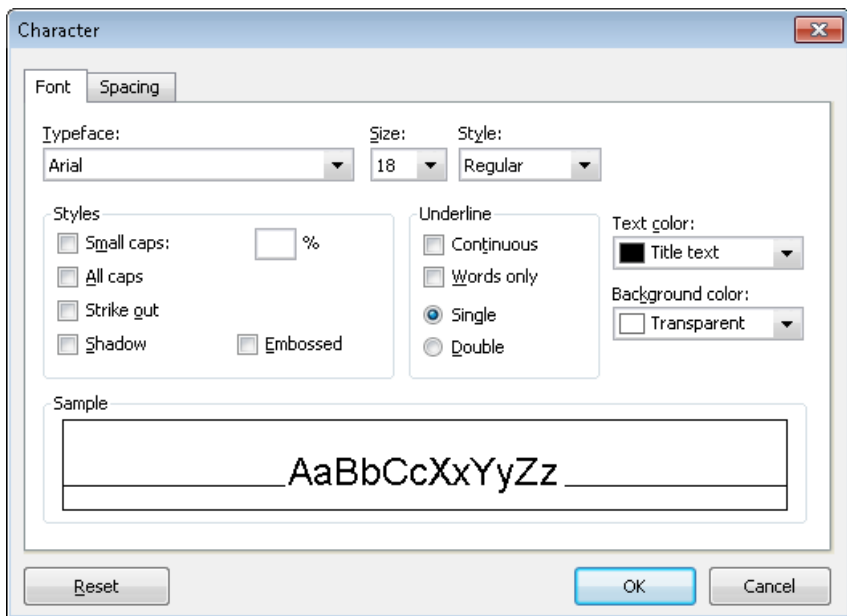 Character
Font Spacing
Typeface: Size: Style:
Arial 18 Regular
Styles Underline
Small caps: % Continuous Text color:
All caps Words only Title text
Strike out Single Background color:
Shadow Embossed Double Transparent
Sample
AaBbCcXxYyZz
Reset OK Cancel